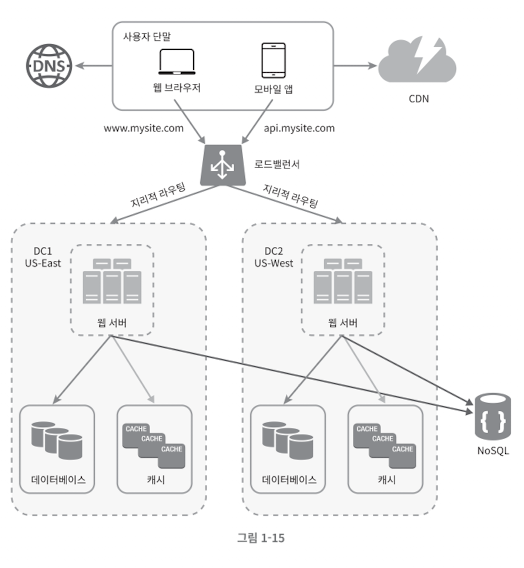 사용자 단말
DNS
웹 브라우저
모바일 앱
CDN
www.mysite.com
api.mysite.com
로드밸런서
지리적 라우팅
지리적 라우팅
DC1
US-East
웹 서버
DC2
US-West
웹 서버
CACHE
CACHE
CACHE
데이터베이스
캐시
CACHE
CACHE
CACHE
데이터베이스
캐시
{ }
NoSQL
그림 1-15